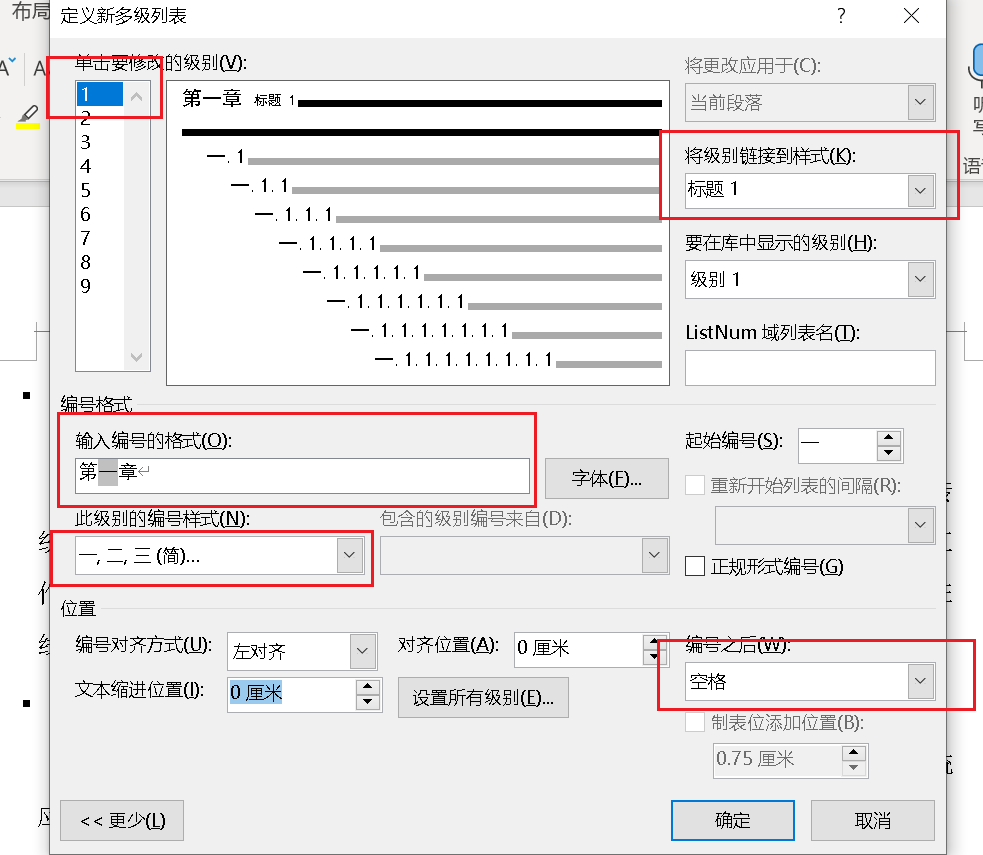 布局
定义新多级列表
?
单击要修改的级别(V):
将更改应用于(C):
A
A
1
2
3
4
5
6
7
8
9
第一章 标题 1
一. 1
一. 1. 1
一. 1. 1. 1
一. 1. 1. 1. 1
一. 1. 1. 1. 1. 1
一. 1. 1. 1. 1. 1. 1
一. 1. 1. 1. 1. 1. 1. 1
一. 1. 1. 1. 1. 1. 1. 1. 1
当前段落
将级别链接到样式(K):
标题 1
要在库中显示的级别(H):
级别 1
ListNum 域列表名(T):
编号格式
输入编号的格式(O):
第一章
字体(F)...
起始编号(S):
一
重新开始列表的间隔(R):
此级别的编号样式(N):
包含的级别编号来自(D):
一, 二, 三 (简)...
正规形式编号(G)
位置
编号对齐方式(U):
左对齐
对齐位置(A):
0 厘米
编号之后(W):
空格
文本缩进位置(I):
0 厘米
设置所有级别(E)...
制表位添加位置(B):
0.75 厘米
<< 更少(L)
确定
取消